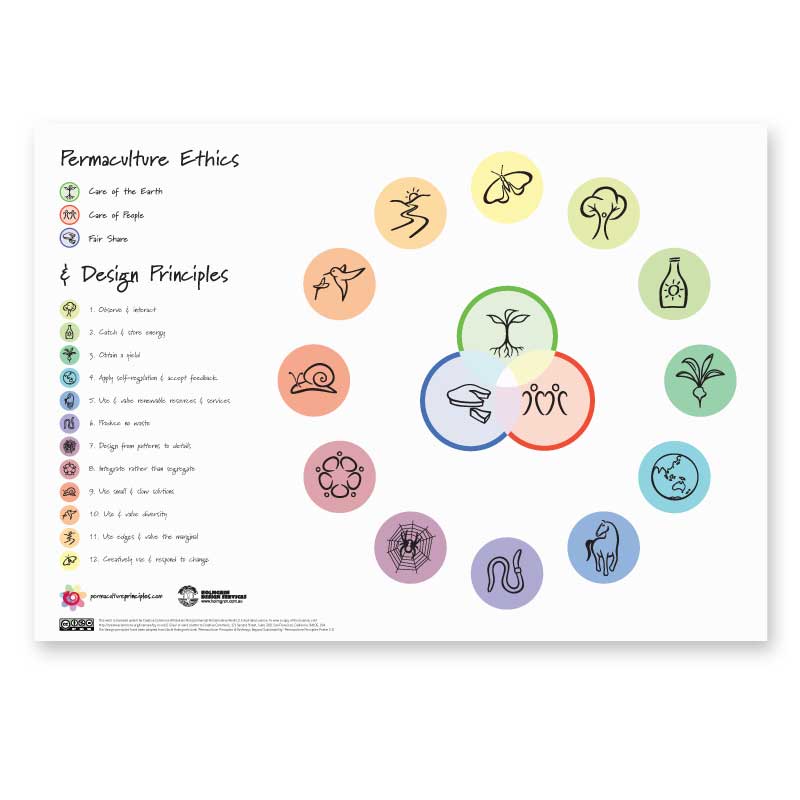 Permaculture Ethics
Care of the Earth
Care of People
Fair Share
& Design Principles
1. Observe & interact
2. Catch & store energy
3. Obtain a yield
4. Apply self-regulation & accept feedback
5. Use & value renewable resources & services
6. Produce no waste
7. Design from patterns to details
8. Integrate rather than segregate
9. Use small & slow solutions
10. Use & value diversity
11. Use edges & value the marginal
12. Creatively use & respond to change
permacultureprinciples.com
HOLMGREN
DESIGN SERVICES
www.holmgren.com.au